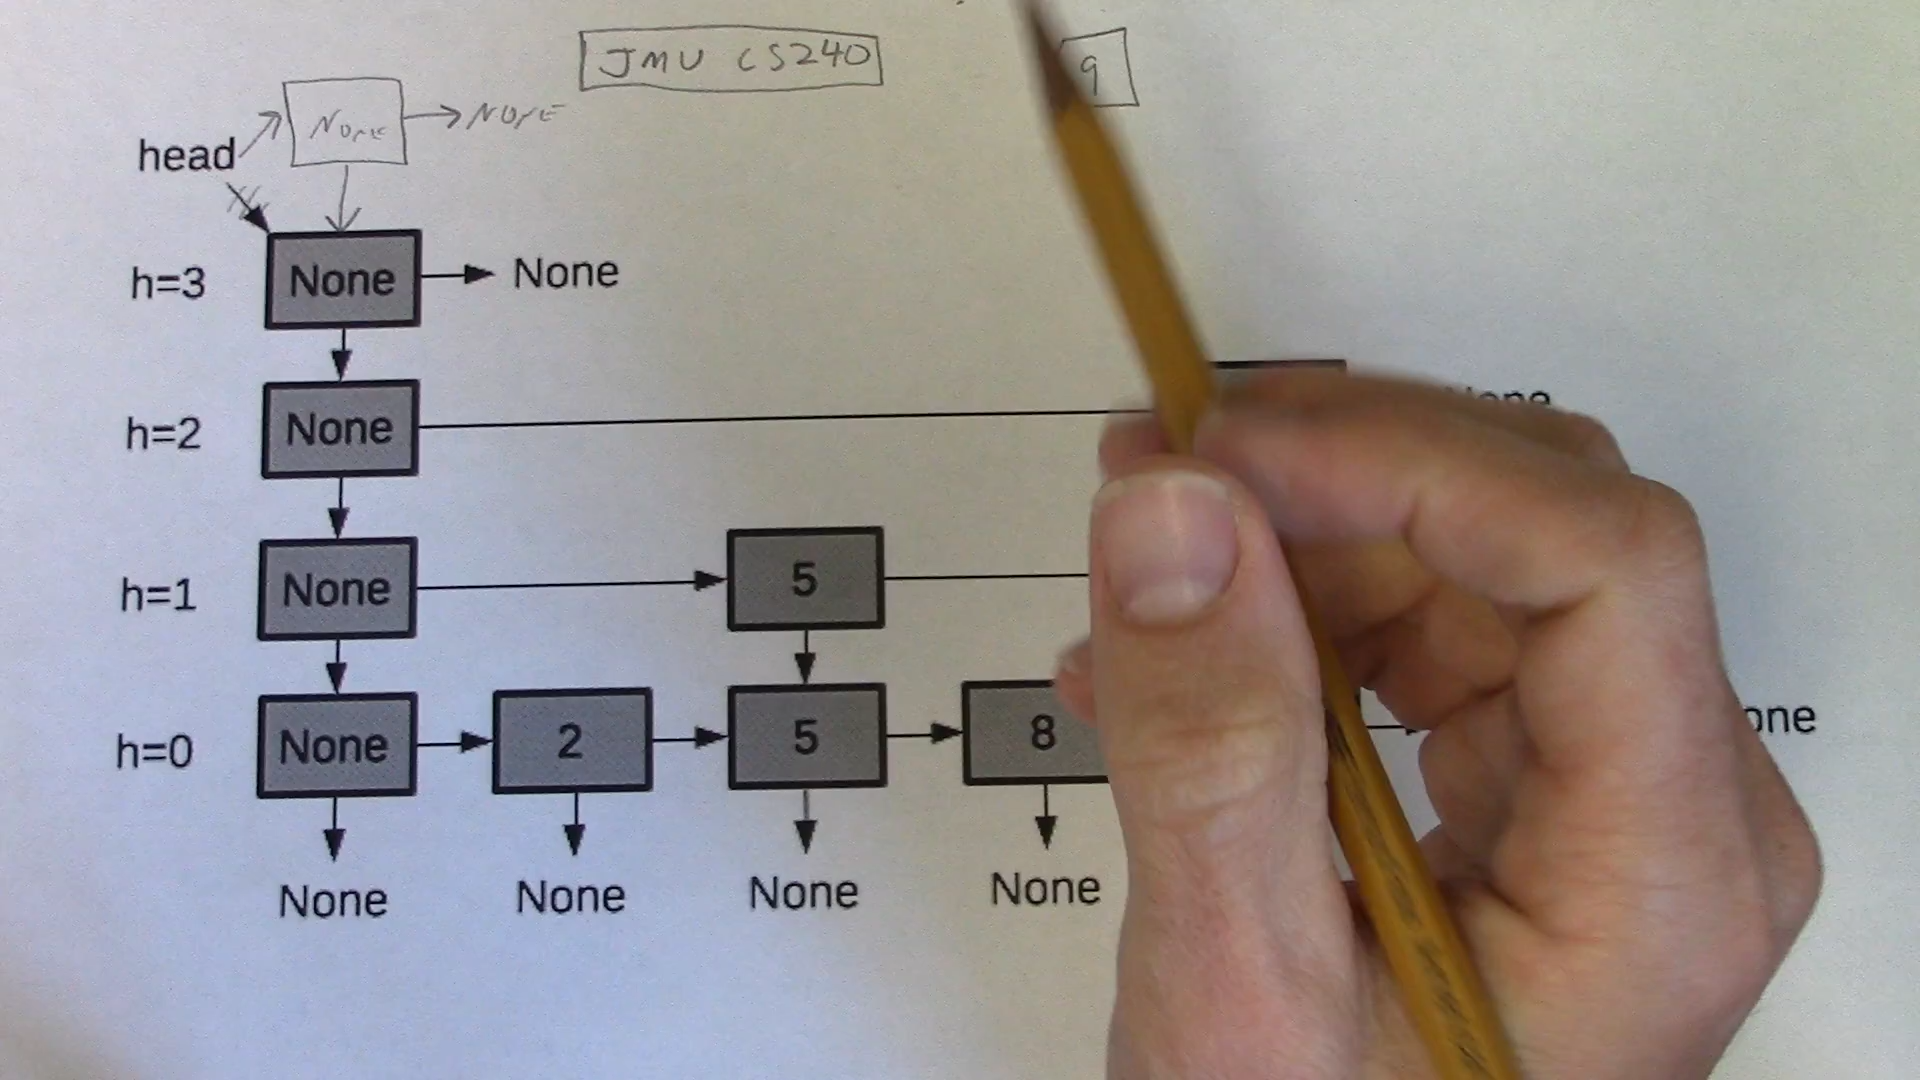 JMU CS240
9
None → None
head
h=3 None None
h=2 None None
h=1 None 5
h=0 None 2 5 8
None None None None